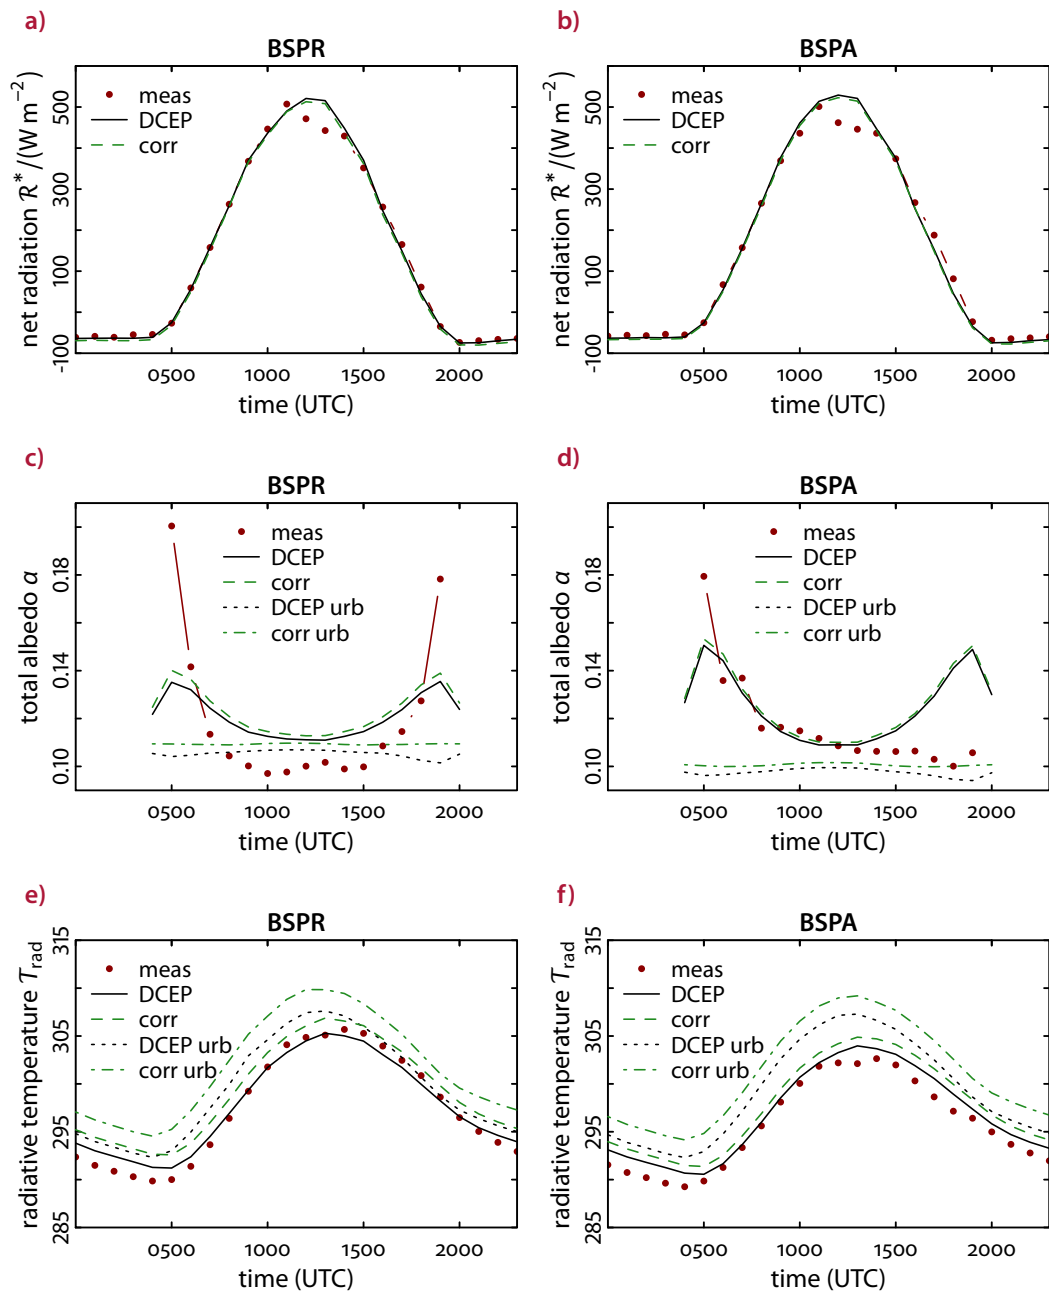 a)
BSPR
net radiation R* /(W m−2)
500
300
100
-100
meas
DCEP
corr
0500 1000 1500 2000
time (UTC)
b)
BSPA
net radiation R* /(W m−2)
500
300
100
-100
meas
DCEP
corr
0500 1000 1500 2000
time (UTC)
c)
BSPR
total albedo α
0.18
0.14
0.10
meas
DCEP
corr
DCEP urb
corr urb
0500 1000 1500 2000
time (UTC)
d)
BSPA
total albedo α
0.18
0.14
0.10
meas
DCEP
corr
DCEP urb
corr urb
0500 1000 1500 2000
time (UTC)
e)
BSPR
radiative temperature Trad
315
305
295
285
meas
DCEP
corr
DCEP urb
corr urb
0500 1000 1500 2000
time (UTC)
f)
BSPA
radiative temperature Trad
315
305
295
285
meas
DCEP
corr
DCEP urb
corr urb
0500 1000 1500 2000
time (UTC)